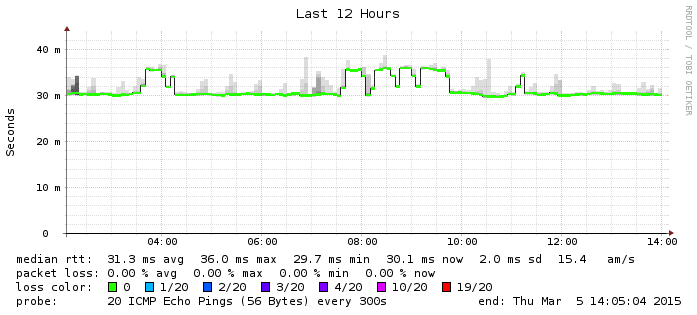 Last 12 Hours
RRDTOOL / TOBI OETIKER
Seconds
40 m
30 m
20 m
10 m
0
04:00 06:00 08:00 10:00 12:00 14:00
median rtt: 31.3 ms avg 36.0 ms max 29.7 ms min 30.1 ms now 2.0 ms sd 15.4 am/s
packet loss: 0.00 % avg 0.00 % max 0.00 % min 0.00 % now
loss color: 0 1/20 2/20 3/20 4/20 10/20 19/20
probe: 20 ICMP Echo Pings (56 Bytes) every 300s end: Thu Mar 5 14:05:04 2015